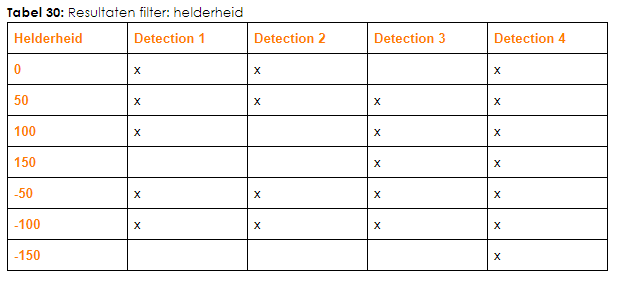 Tabel 30: Resultaten filter: helderheid
Helderheid Detection 1 Detection 2 Detection 3 Detection 4
0 x x x
50 x x x x
100 x x x
150 x x
-50 x x x x
-100 x x x x
-150 x